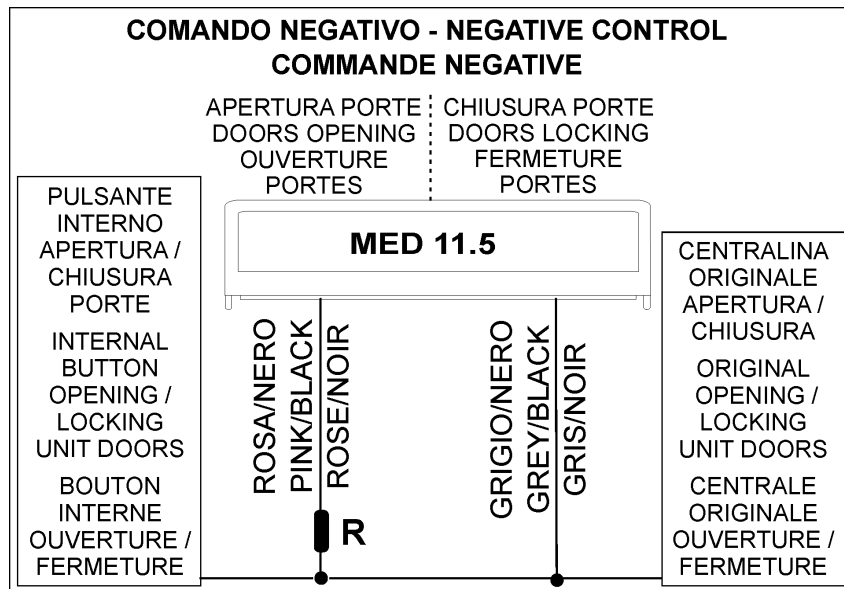 COMANDO NEGATIVO - NEGATIVE CONTROL
COMMANDE NEGATIVE
APERTURA PORTE
DOORS OPENING
OUVERTURE
PORTES
CHIUSURA PORTE
DOORS LOCKING
FERMETURE
PORTES
PULSANTE
INTERNO
APERTURA /
CHIUSURA
PORTE
INTERNAL
BUTTON
OPENING /
LOCKING
UNIT DOORS
BOUTON
INTERNE
OUVERTURE /
FERMETURE
MED 11.5
ROSA/NERO
PINK/BLACK
ROSE/NOIR
R
GRIGIO/NERO
GREY/BLACK
GRIS/NOIR
CENTRALINA
ORIGINALE
APERTURA /
CHIUSURA
ORIGINAL
OPENING /
LOCKING
UNIT DOORS
CENTRALE
ORIGINALE
OUVERTURE /
FERMETURE